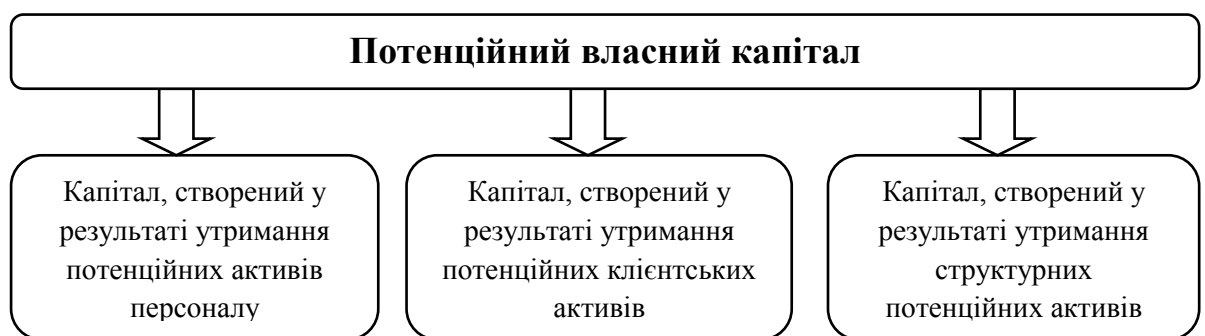 Потенційний власний капітал
Капітал, створений у
результаті утримання
потенційних активів
персоналу
Капітал, створений у
результаті утримання
потенційних клієнтських
активів
Капітал, створений у
результаті утримання
структурних
потенційних активів